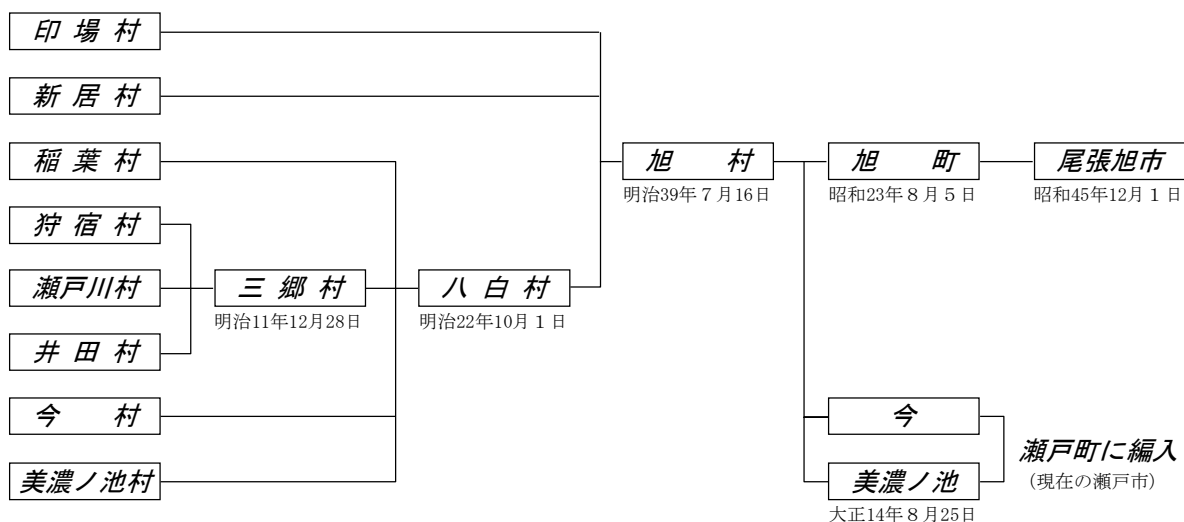 印場村
新居村
稲葉村
狩宿村
瀬戸川村
井田村
今村
美濃ノ池村
三郷村
明治11年12月28日
八白村
明治22年10月１日
旭村
明治39年７月16日
旭町
昭和23年８月５日
尾張旭市
昭和45年12月１日
今
美濃ノ池
大正14年８月25日
瀬戸町に編入
（現在の瀬戸市）